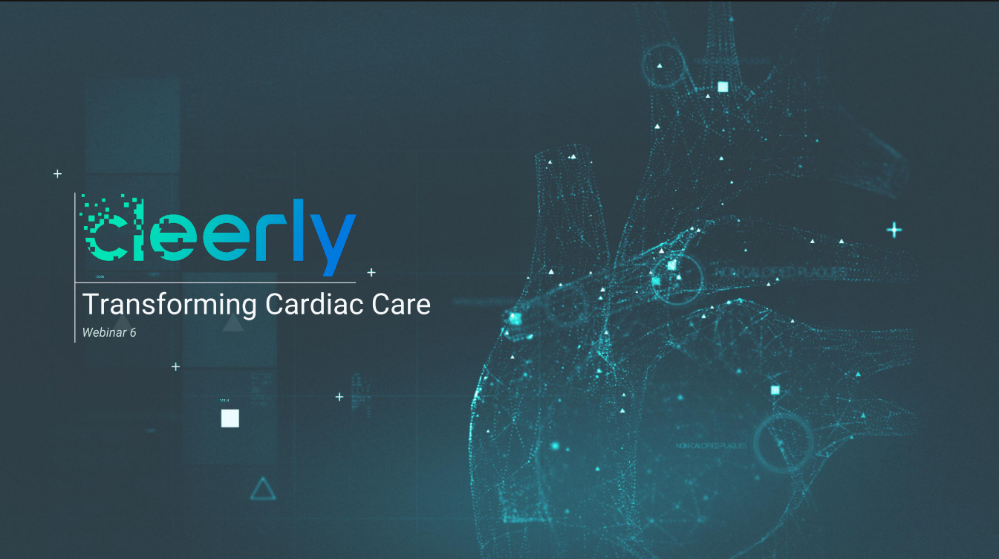 cleerly
Transforming Cardiac Care
Webinar 6
NON-CALCIFIED PLAQUES
NON-CALCIFIED PLAQUES